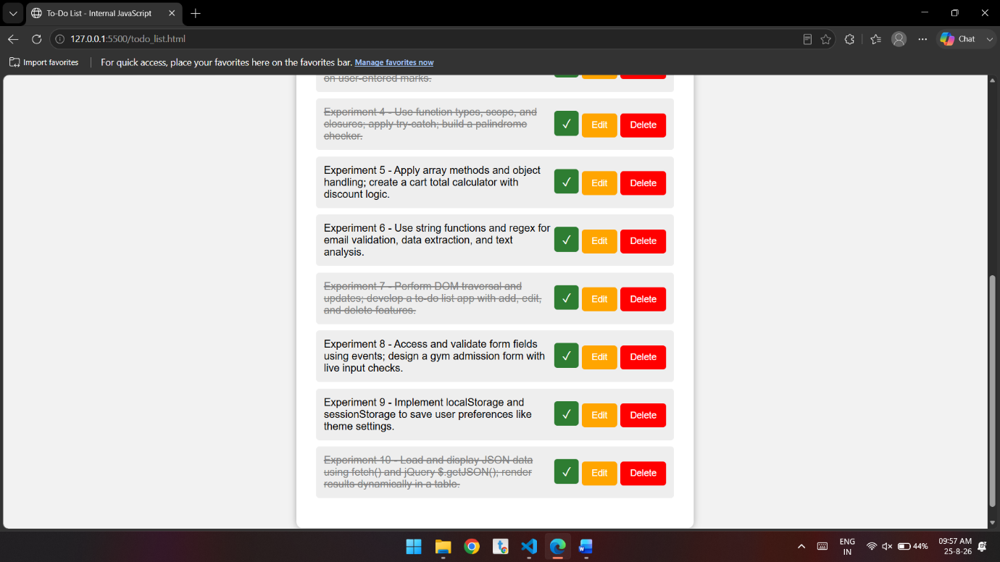 To-Do List - Internal JavaScript
127.0.0.1:5500/todo_list.html
Chat
Import favorites
For quick access, place your favorites here on the favorites bar. Manage favorites now
on user-entered marks.
Experiment 4 - Use function types, scope, and
closures; apply try-catch; build a palindrome
checker.
✓ Edit Delete
Experiment 5 - Apply array methods and object
handling; create a cart total calculator with
discount logic.
✓ Edit Delete
Experiment 6 - Use string functions and regex for
email validation, data extraction, and text
analysis.
✓ Edit Delete
Experiment 7 - Perform DOM traversal and
updates; develop a to-do list app with add, edit,
and delete features.
✓ Edit Delete
Experiment 8 - Access and validate form fields
using events; design a gym admission form with
live input checks.
✓ Edit Delete
Experiment 9 - Implement localStorage and
sessionStorage to save user preferences like
theme settings.
✓ Edit Delete
Experiment 10 - Load and display JSON data
using fetch() and jQuery $.getJSON(); render
results dynamically in a table.
✓ Edit Delete
ENG
IN
44%
09:57 AM
25-8-26